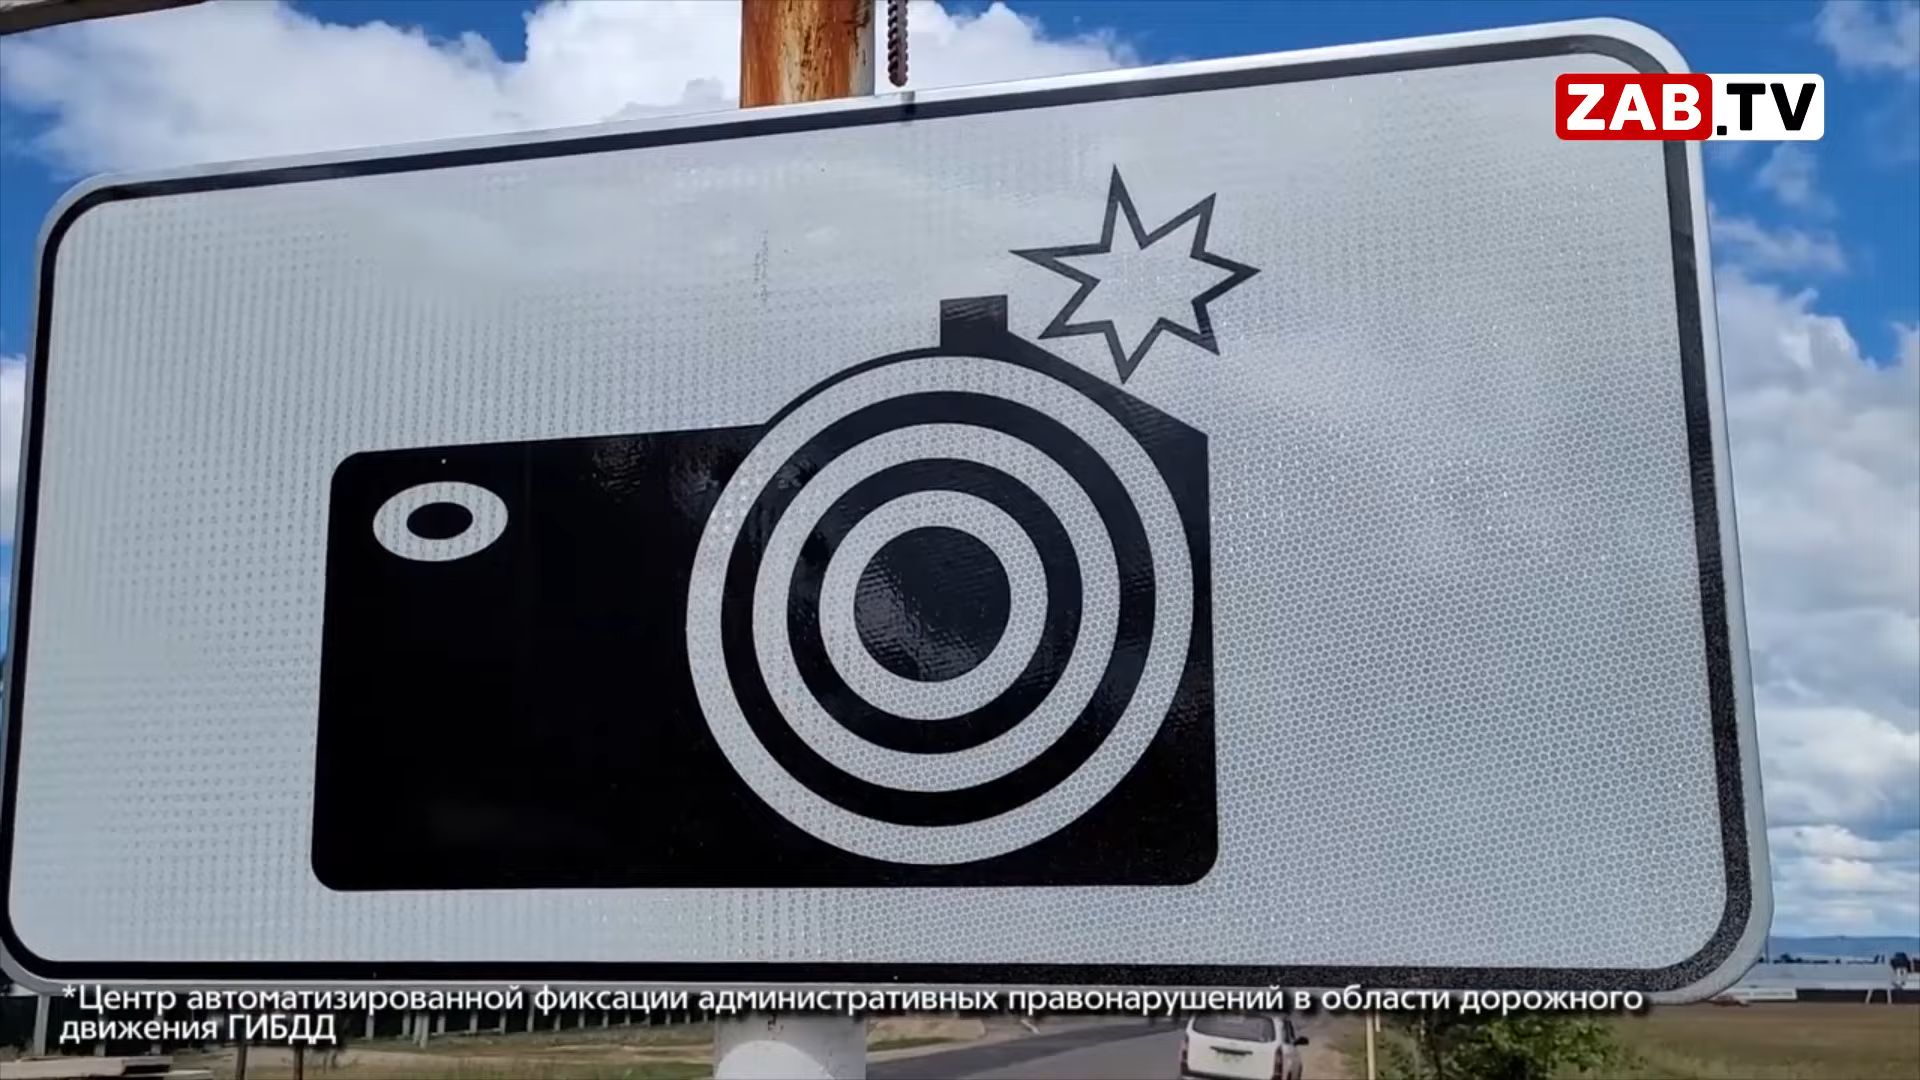 ZAB.TV
*Центр автоматизированной фиксации административных правонарушений в области дорожного
движения ГИБДД